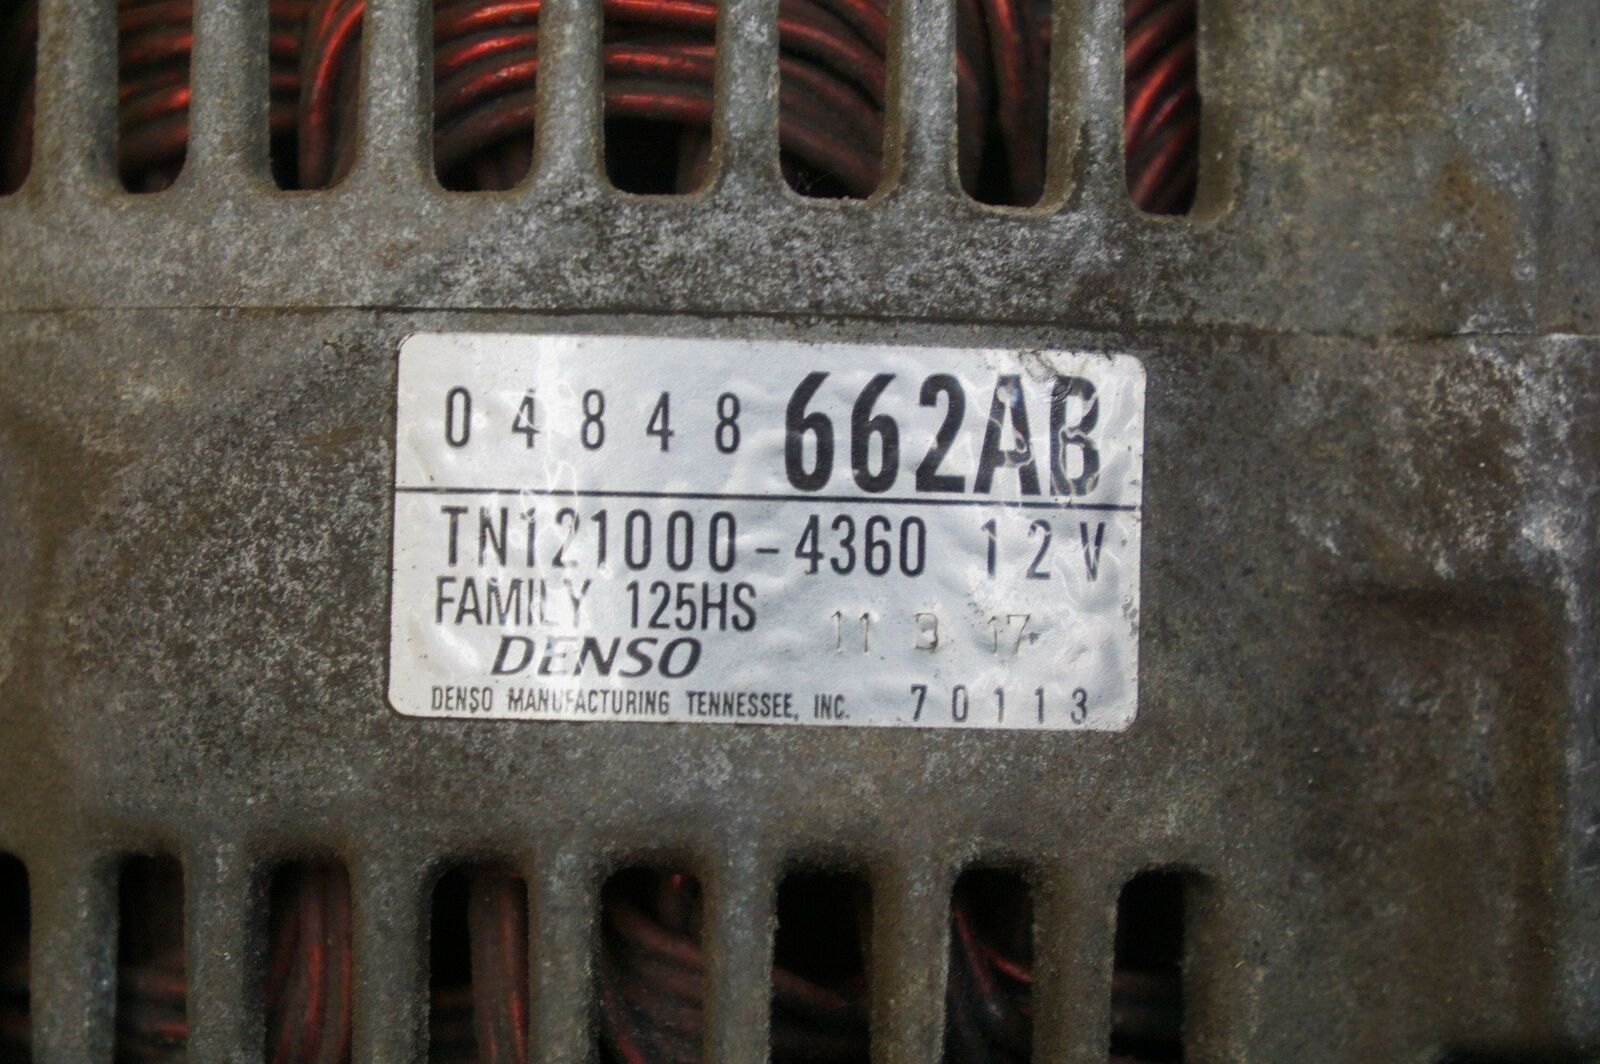 04848662AB
TN121000-4360 12V
FAMILY 125HS
11 3 17
DENSO
DENSO MANUFACTURING TENNESSEE, INC. 70113